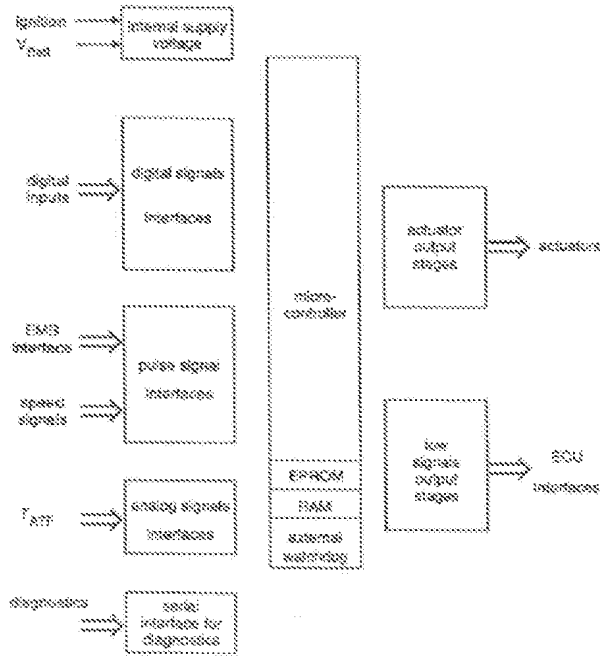 Ignition
V
internal supply
voltage
digital
inputs
digital signals
interfaces
EMS
interface
speed
signals
pulse signal
interfaces
T ATF
analog signals
interfaces
diagnostics
serial
interface for
diagnostics
micro-
controller
EPROM
RAM
external
watchdog
actuator
output
stages
actuators
low
signals
output
stages
ECU
interfaces